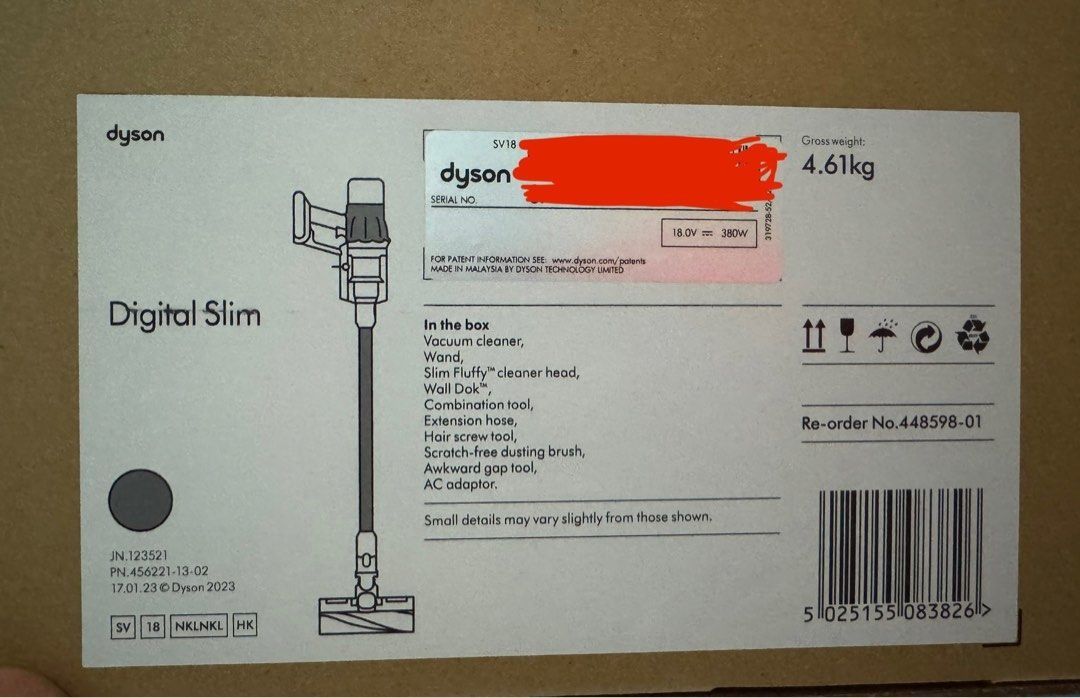 dyson
Digital Slim
JN.123521
PN.456221-13-02
17.01.23 © Dyson 2023
SV 18 NKLNKL HK
SV18
dyson
SERIAL NO.
18.0V ⎓ 380W
FOR PATENT INFORMATION SEE: www.dyson.com/patents
MADE IN MALAYSIA BY DYSON TECHNOLOGY LIMITED
In the box
Vacuum cleaner,
Wand,
Slim Fluffy™ cleaner head,
Wall Dok™,
Combination tool,
Extension hose,
Hair screw tool,
Scratch-free dusting brush,
Awkward gap tool,
AC adaptor.
Small details may vary slightly from those shown.
Gross weight:
4.61kg
Re-order No.448598-01
5 025155 083826 >